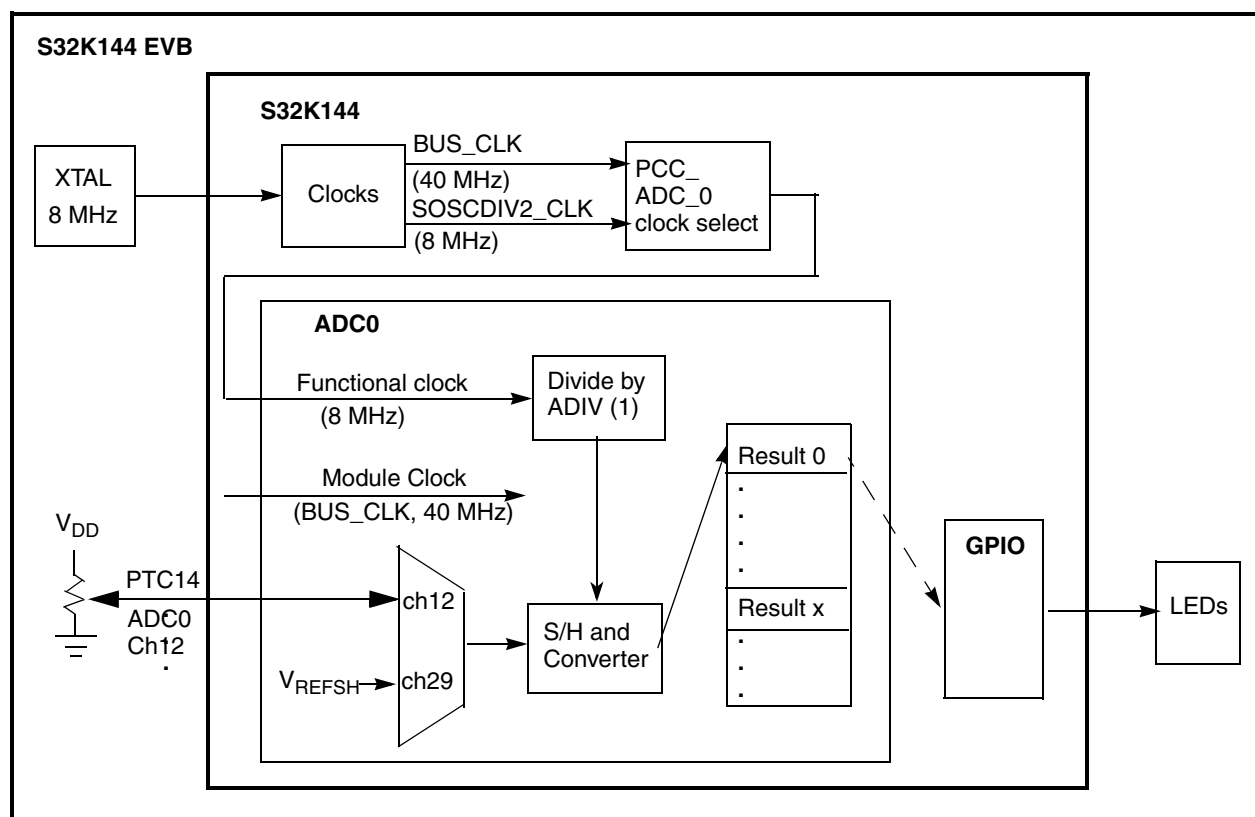 S32K144 EVB
S32K144
XTAL
8 MHz
Clocks
BUS_CLK
(40 MHz)
SOSCDIV2_CLK
(8 MHz)
PCC_
ADC_0
clock select
ADC0
Functional clock
(8 MHz)
Divide by
ADIV (1)
Module Clock
(BUS_CLK, 40 MHz)
VDD
PTC14
ADC0
Ch12
ch12
VREFSH
ch29
S/H and
Converter
Result 0
Result x
GPIO
LEDs